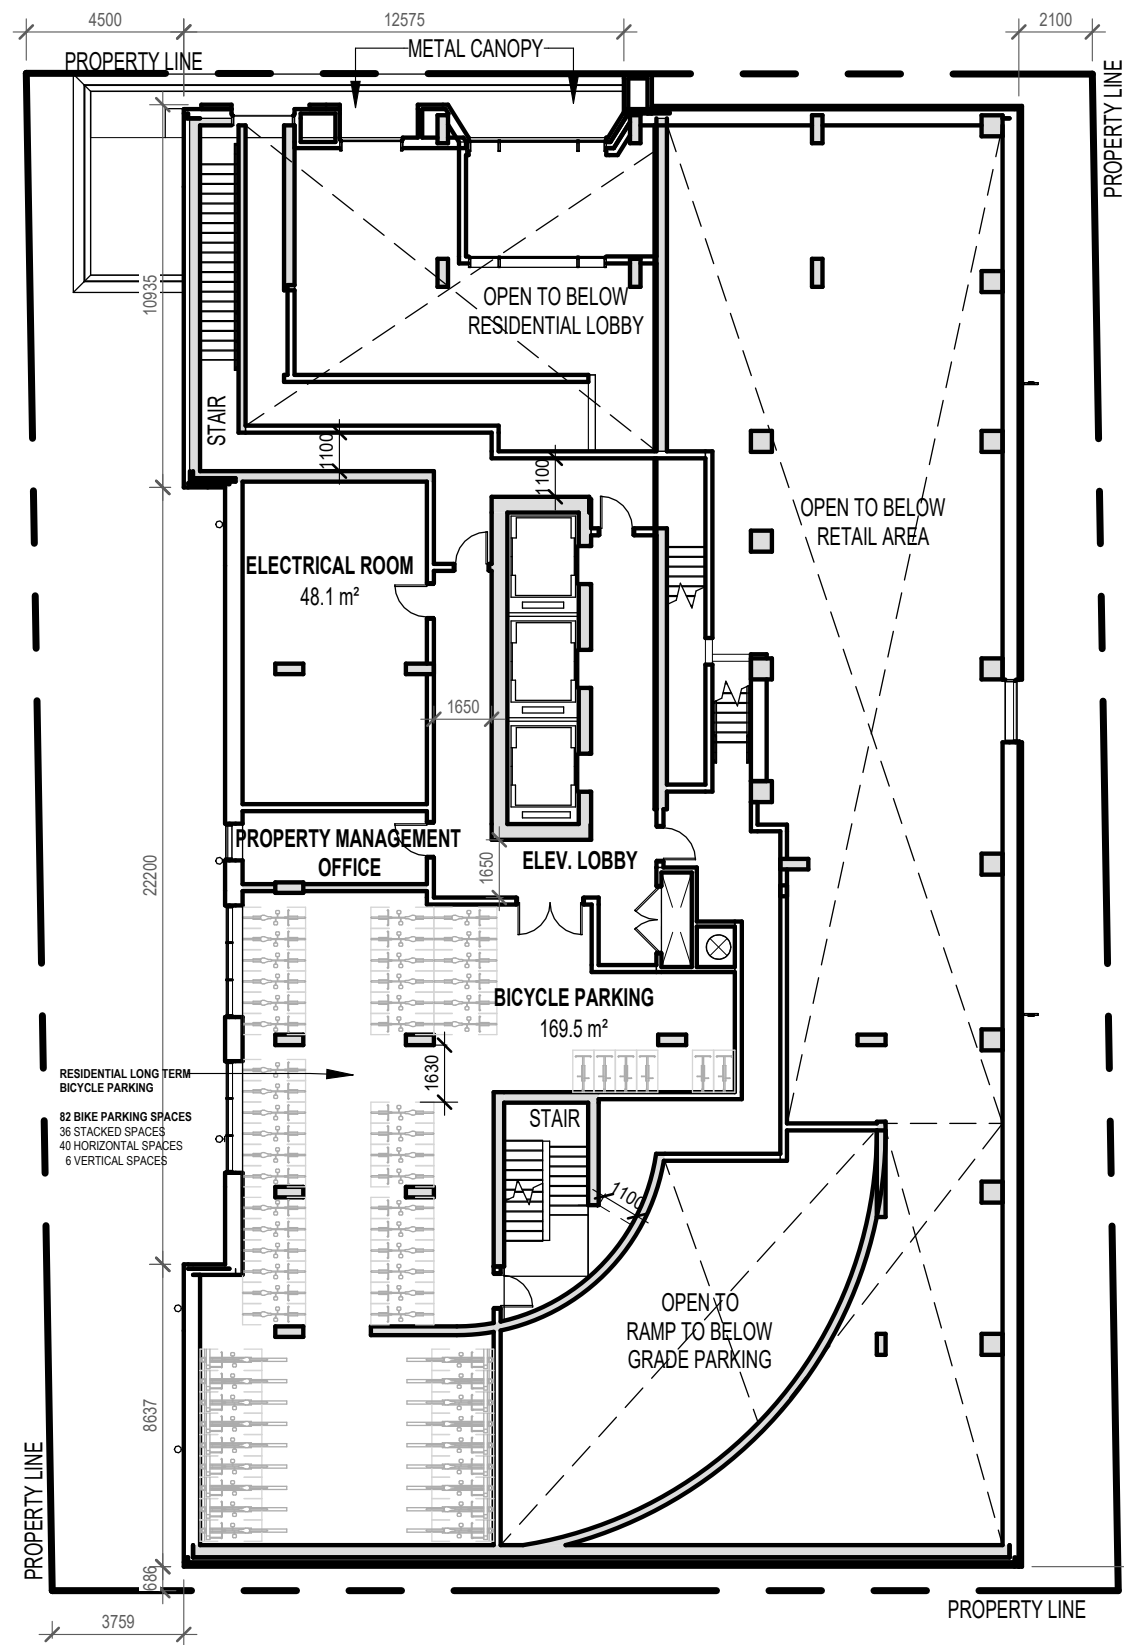 4500
12575
2100
METAL CANOPY
PROPERTY LINE
PROPERTY LINE
10935
OPEN TO BELOW
RESIDENTIAL LOBBY
STAIR
1100
1100
OPEN TO BELOW
RETAIL AREA
ELECTRICAL ROOM
48.1 m²
1650
PROPERTY MANAGEMENT
OFFICE
ELEV. LOBBY
1650
22200
BICYCLE PARKING
169.5 m²
RESIDENTIAL LONG TERM
BICYCLE PARKING
82 BIKE PARKING SPACES
36 STACKED SPACES
40 HORIZONTAL SPACES
6 VERTICAL SPACES
1630
STAIR
1100
OPEN TO
RAMP TO BELOW
GRADE PARKING
8637
PROPERTY LINE
686
3759
PROPERTY LINE